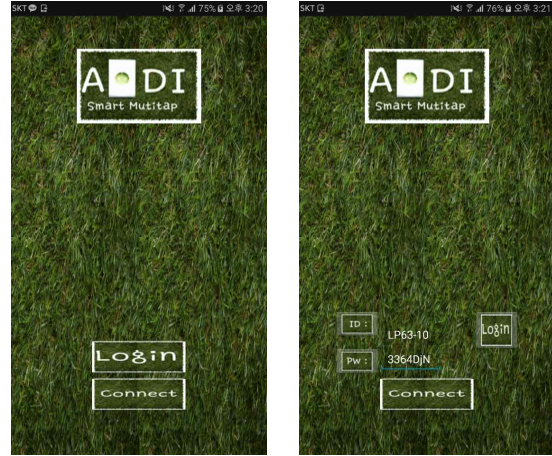 SKT 75% 오후 3:20
A DI
Smart Mutitap
Login
Connect
SKT 76% 오후 3:21
A DI
Smart Mutitap
ID :
LP63-10
Login
PW :
3364DjN
Connect